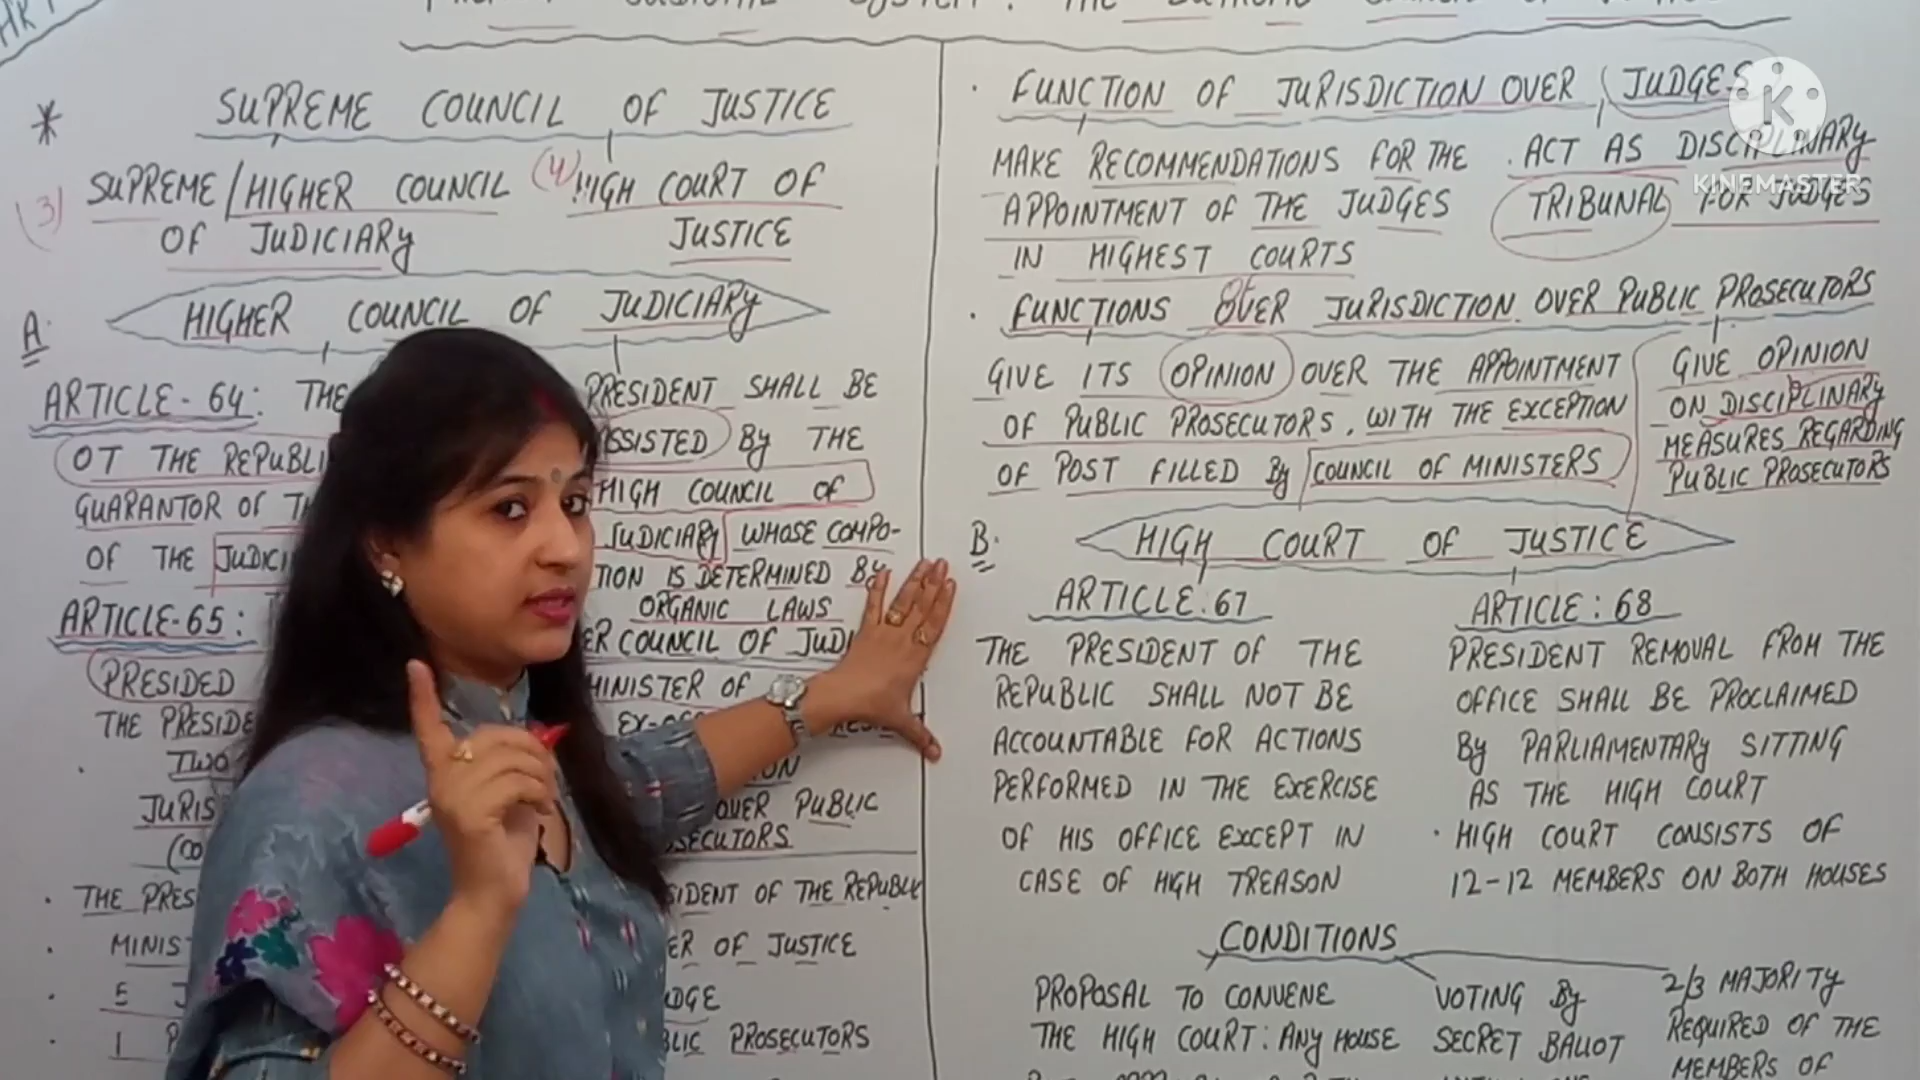 SYSTEM: THE
SUPREME COUNCIL OF JUSTICE
(3) SUPREME/HIGHER COUNCIL OF JUDICIARY
(4) HIGH COURT OF JUSTICE
A. HIGHER COUNCIL OF JUDICIARY
ARTICLE-64: THE PRESIDENT SHALL BE
OT THE REPUBLI ASSISTED BY THE
GUARANTOR OF HIGH COUNCIL OF
OF THE JUDICIARY WHOSE COMPO-
TION IS DETERMINED BY
ORGANIC LAWS
ARTICLE-65: COUNCIL OF JUDI
PRESIDED MINISTER OF
THE PRESIDE
TWO
JURIS OVER PUBLIC
THE PRES IDENT OF THE REPUBLIC
MINIST ER OF JUSTICE
5
1 PUBLIC PROSECUTORS
FUNCTION OF JURISDICTION OVER JUDGES
MAKE RECOMMENDATIONS FOR THE
APPOINTMENT OF THE JUDGES
IN HIGHEST COURTS
ACT AS DISCIPLINARY
TRIBUNAL FOR JUDGES
FUNCTIONS OVER OF JURISDICTION OVER PUBLIC PROSECUTORS
GIVE ITS OPINION OVER THE APPOINTMENT
OF PUBLIC PROSECUTORS, WITH THE EXCEPTION
OF POST FILLED BY COUNCIL OF MINISTERS
GIVE OPINION
ON DISCIPLINARY
MEASURES REGARDING
PUBLIC PROSECUTORS
B. HIGH COURT OF JUSTICE
ARTICLE:67
THE PRESIDENT OF THE
REPUBLIC SHALL NOT BE
ACCOUNTABLE FOR ACTIONS
PERFORMED IN THE EXERCISE
OF HIS OFFICE EXCEPT IN
CASE OF HIGH TREASON
ARTICLE:68
PRESIDENT REMOVAL FROM THE
OFFICE SHALL BE PROCLAIMED
BY PARLIAMENTARY SITTING
AS THE HIGH COURT
HIGH COURT CONSISTS OF
12-12 MEMBERS ON BOTH HOUSES
CONDITIONS
PROPOSAL TO CONVENE
THE HIGH COURT: ANY HOUSE
VOTING BY
SECRET BALLOT
2/3 MAJORITY
REQUIRED OF THE
MEMBERS OF
K
KINEMASTER